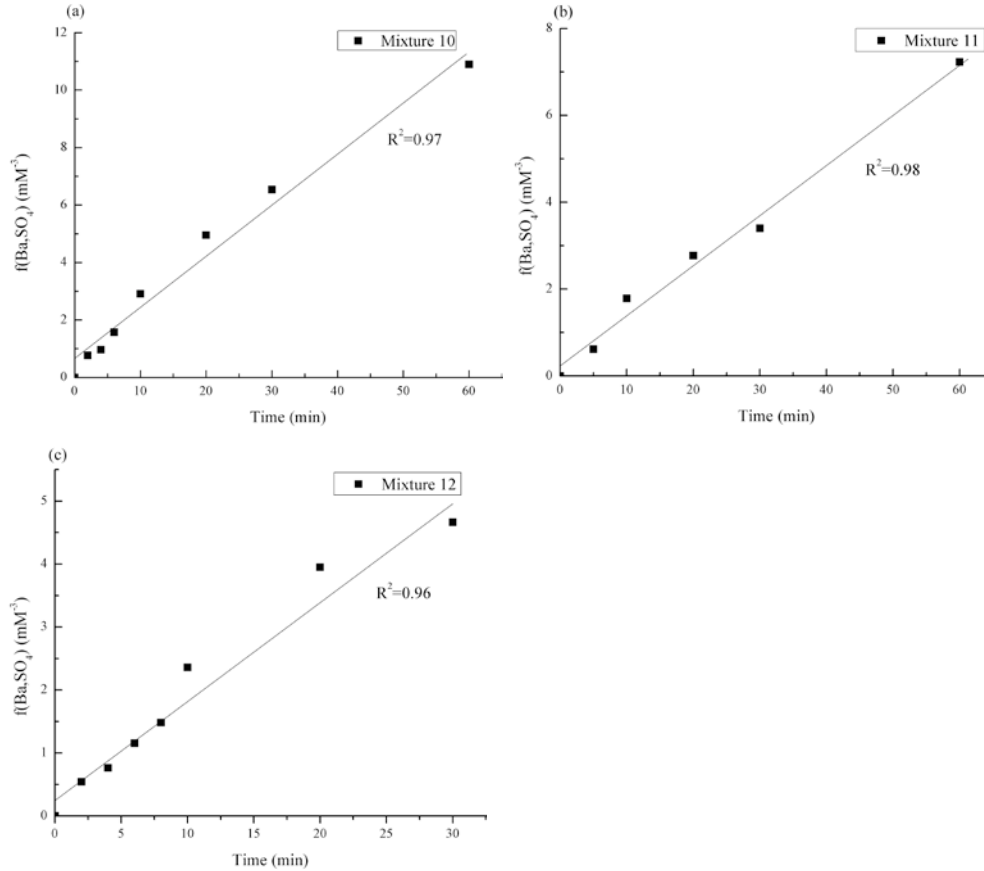 (a)
Mixture 10
R²=0.97
f(Ba,SO₄) (mM⁻³)
12
10
8
6
4
2
0
0 10 20 30 40 50 60
Time (min)
(b)
Mixture 11
R²=0.98
f(Ba,SO₄) (mM⁻³)
8
6
4
2
0
0 10 20 30 40 50 60
Time (min)
(c)
Mixture 12
R²=0.96
f(Ba,SO₄) (mM⁻³)
5
4
3
2
1
0
0 5 10 15 20 25 30
Time (min)